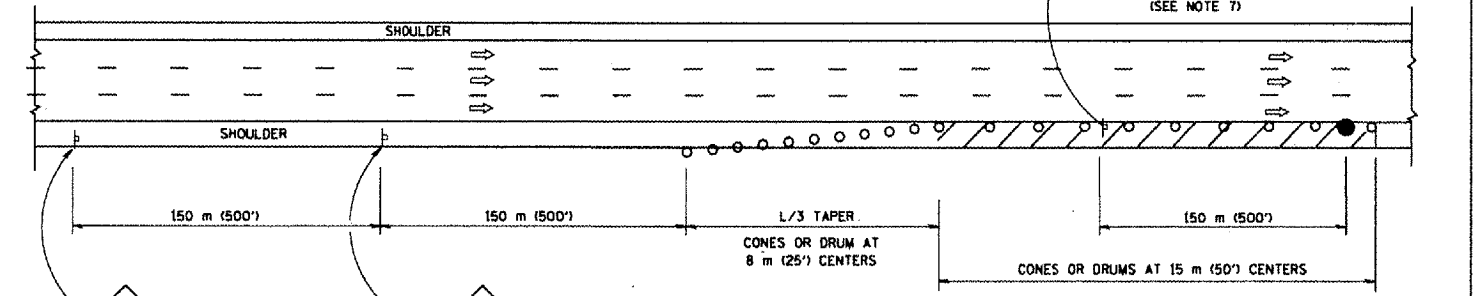 (SEE NOTE 7)
SHOULDER
SHOULDER
150 m (500')
150 m (500')
L/3 TAPER
150 m (500')
CONES OR DRUM AT
8 m (25') CENTERS
CONES OR DRUMS AT 15 m (50') CENTERS